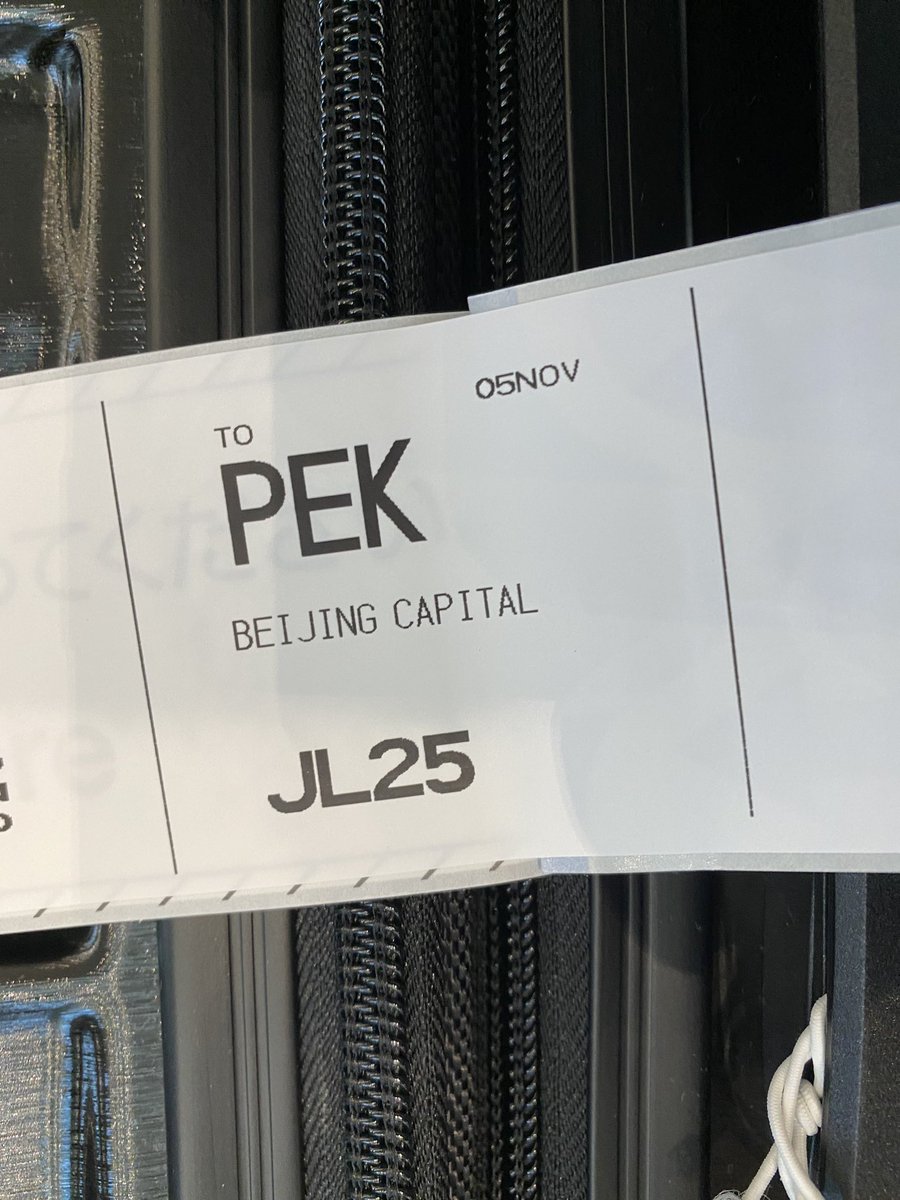 05NOV
TO
PEK
BEIJING CAPITAL
JL25